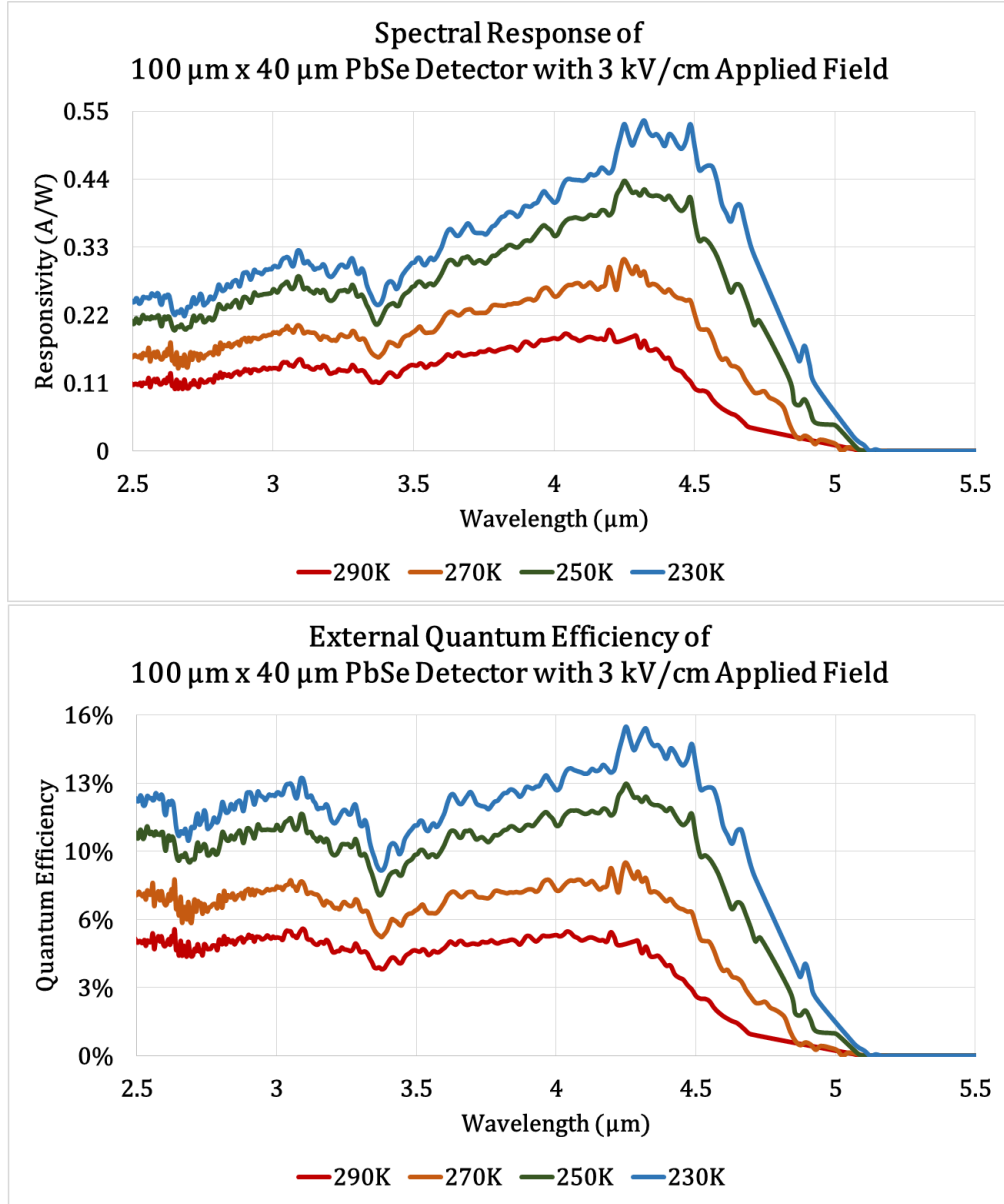 Spectral Response of
100 μm x 40 μm PbSe Detector with 3 kV/cm Applied Field
0.55
0.44
0.33
0.22
0.11
0
Responsivity (A/W)
2.5 3 3.5 4 4.5 5 5.5
Wavelength (μm)
290K 270K 250K 230K
External Quantum Efficiency of
100 μm x 40 μm PbSe Detector with 3 kV/cm Applied Field
16%
13%
10%
6%
3%
0%
Quantum Efficiency
2.5 3 3.5 4 4.5 5 5.5
Wavelength (μm)
290K 270K 250K 230K